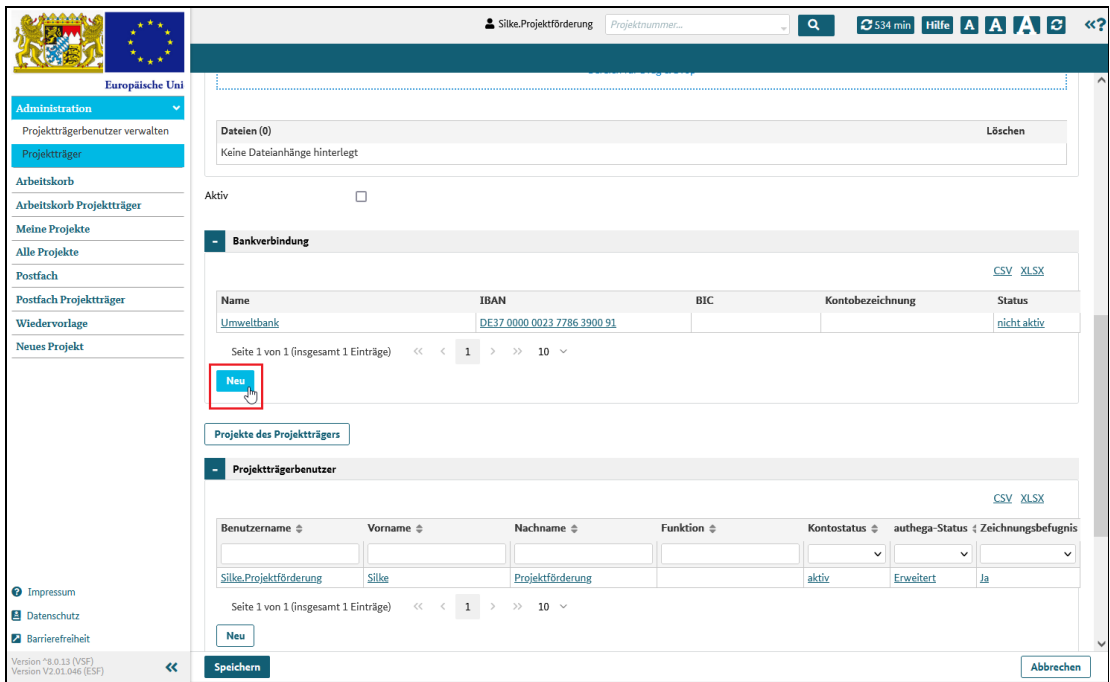 Silke.Projektförderung Projektnummer... 534 min Hilfe A A A «?
Europäische Uni
Administration
Projektträgerbenutzer verwalten
Projektträger
Arbeitskorb
Arbeitskorb Projektträger
Meine Projekte
Alle Projekte
Postfach
Postfach Projektträger
Wiedervorlage
Neues Projekt
Impressum
Datenschutz
Barrierefreiheit
Version ^8.0.13 (VSF)
Version V2.01.046 (ESF)
«
Dateien (0) Löschen
Keine Dateianhänge hinterlegt
Aktiv
- Bankverbindung
CSV XLSX
Name IBAN BIC Kontobezeichnung Status
Umweltbank DE37 0000 0023 7786 3900 91 nicht aktiv
Seite 1 von 1 (insgesamt 1 Einträge) << < 1 > >> 10
Neu
Projekte des Projektträgers
- Projektträgerbenutzer
CSV XLSX
Benutzername Vorname Nachname Funktion Kontostatus authega-Status Zeichnungsbefugnis
Silke.Projektförderung Silke Projektförderung aktiv Erweitert Ja
Seite 1 von 1 (insgesamt 1 Einträge) << < 1 > >> 10
Neu
Speichern Abbrechen